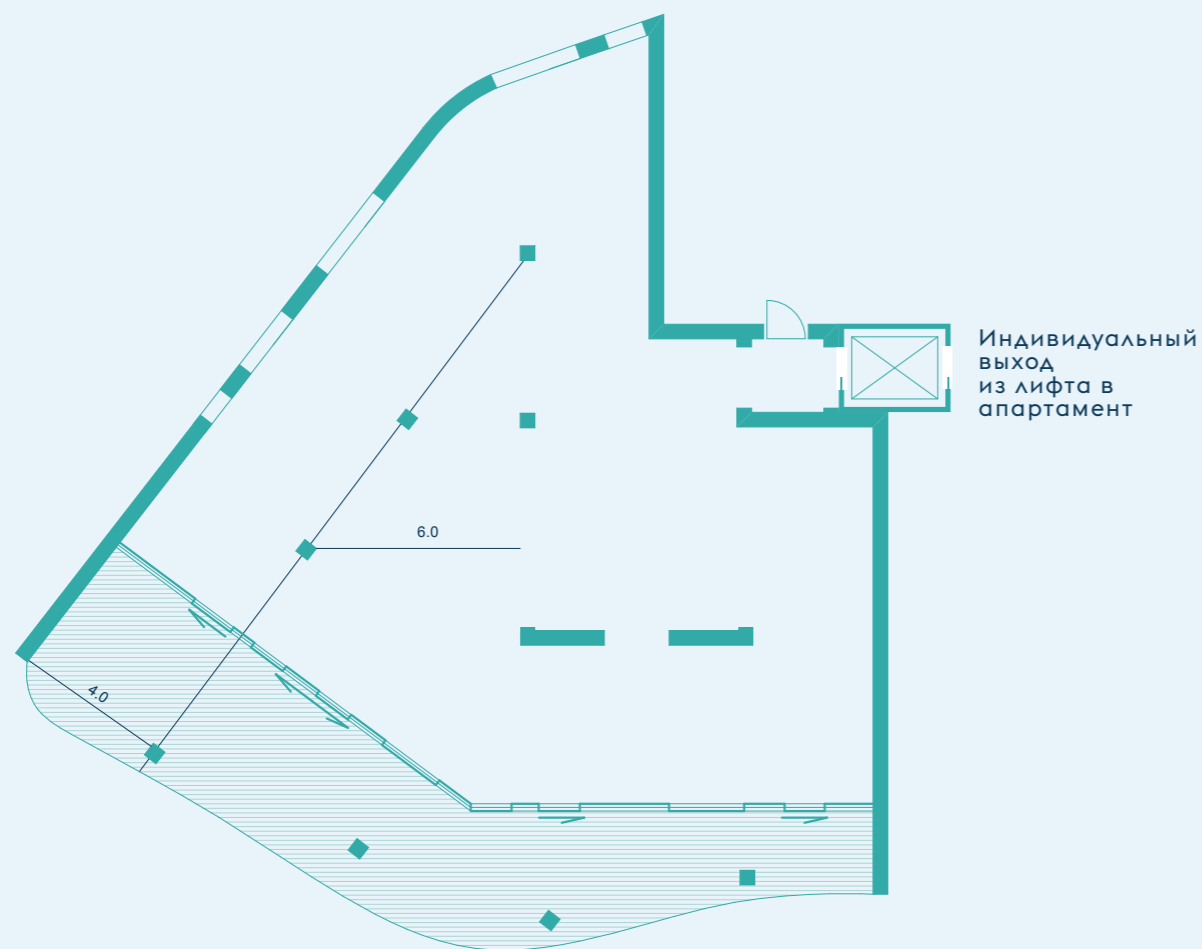 Индивидуальный
выход
из лифта в
апартамент
6.0
4.0